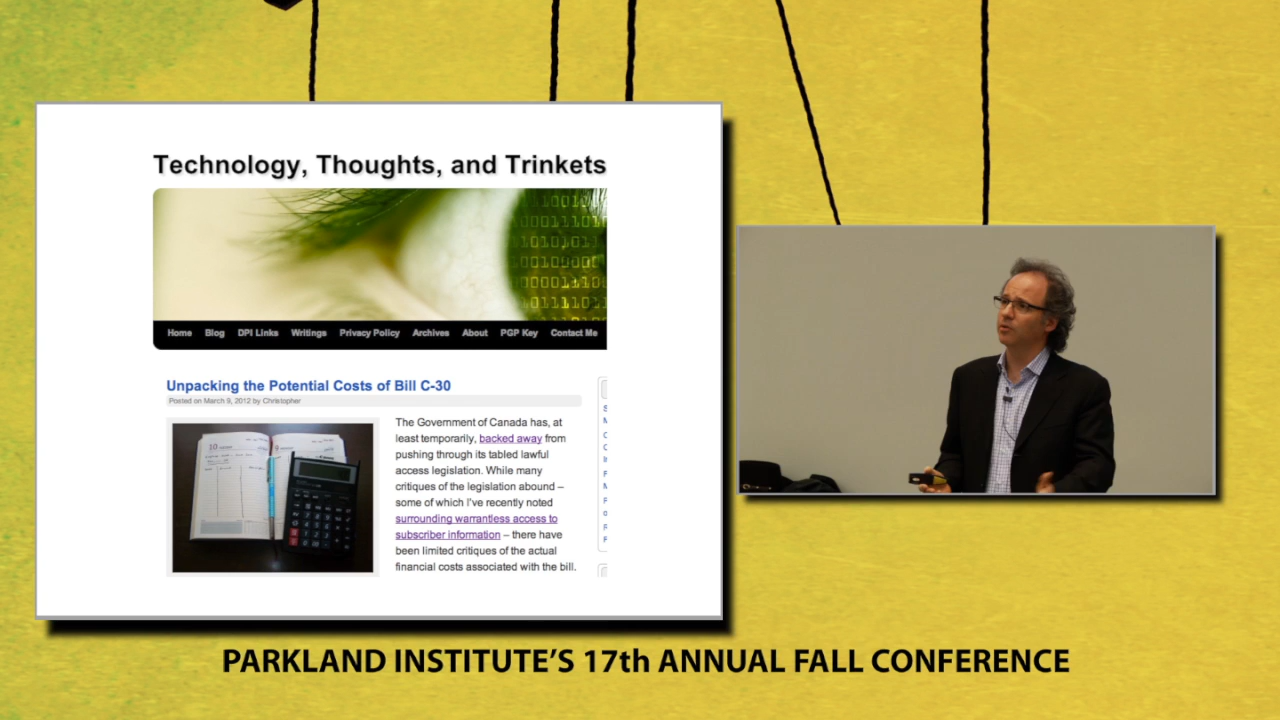 Technology, Thoughts, and Trinkets
Home Blog DPI Links Writings Privacy Policy Archives About PGP Key Contact Me
Unpacking the Potential Costs of Bill C-30
Posted on March 9, 2012 by Christopher
The Government of Canada has, at
least temporarily, backed away from
pushing through its tabled lawful
access legislation. While many
critiques of the legislation abound –
some of which I've recently noted
surrounding warrantless access to
subscriber information – there have
been limited critiques of the actual
financial costs associated with the bill.
PARKLAND INSTITUTE'S 17th ANNUAL FALL CONFERENCE